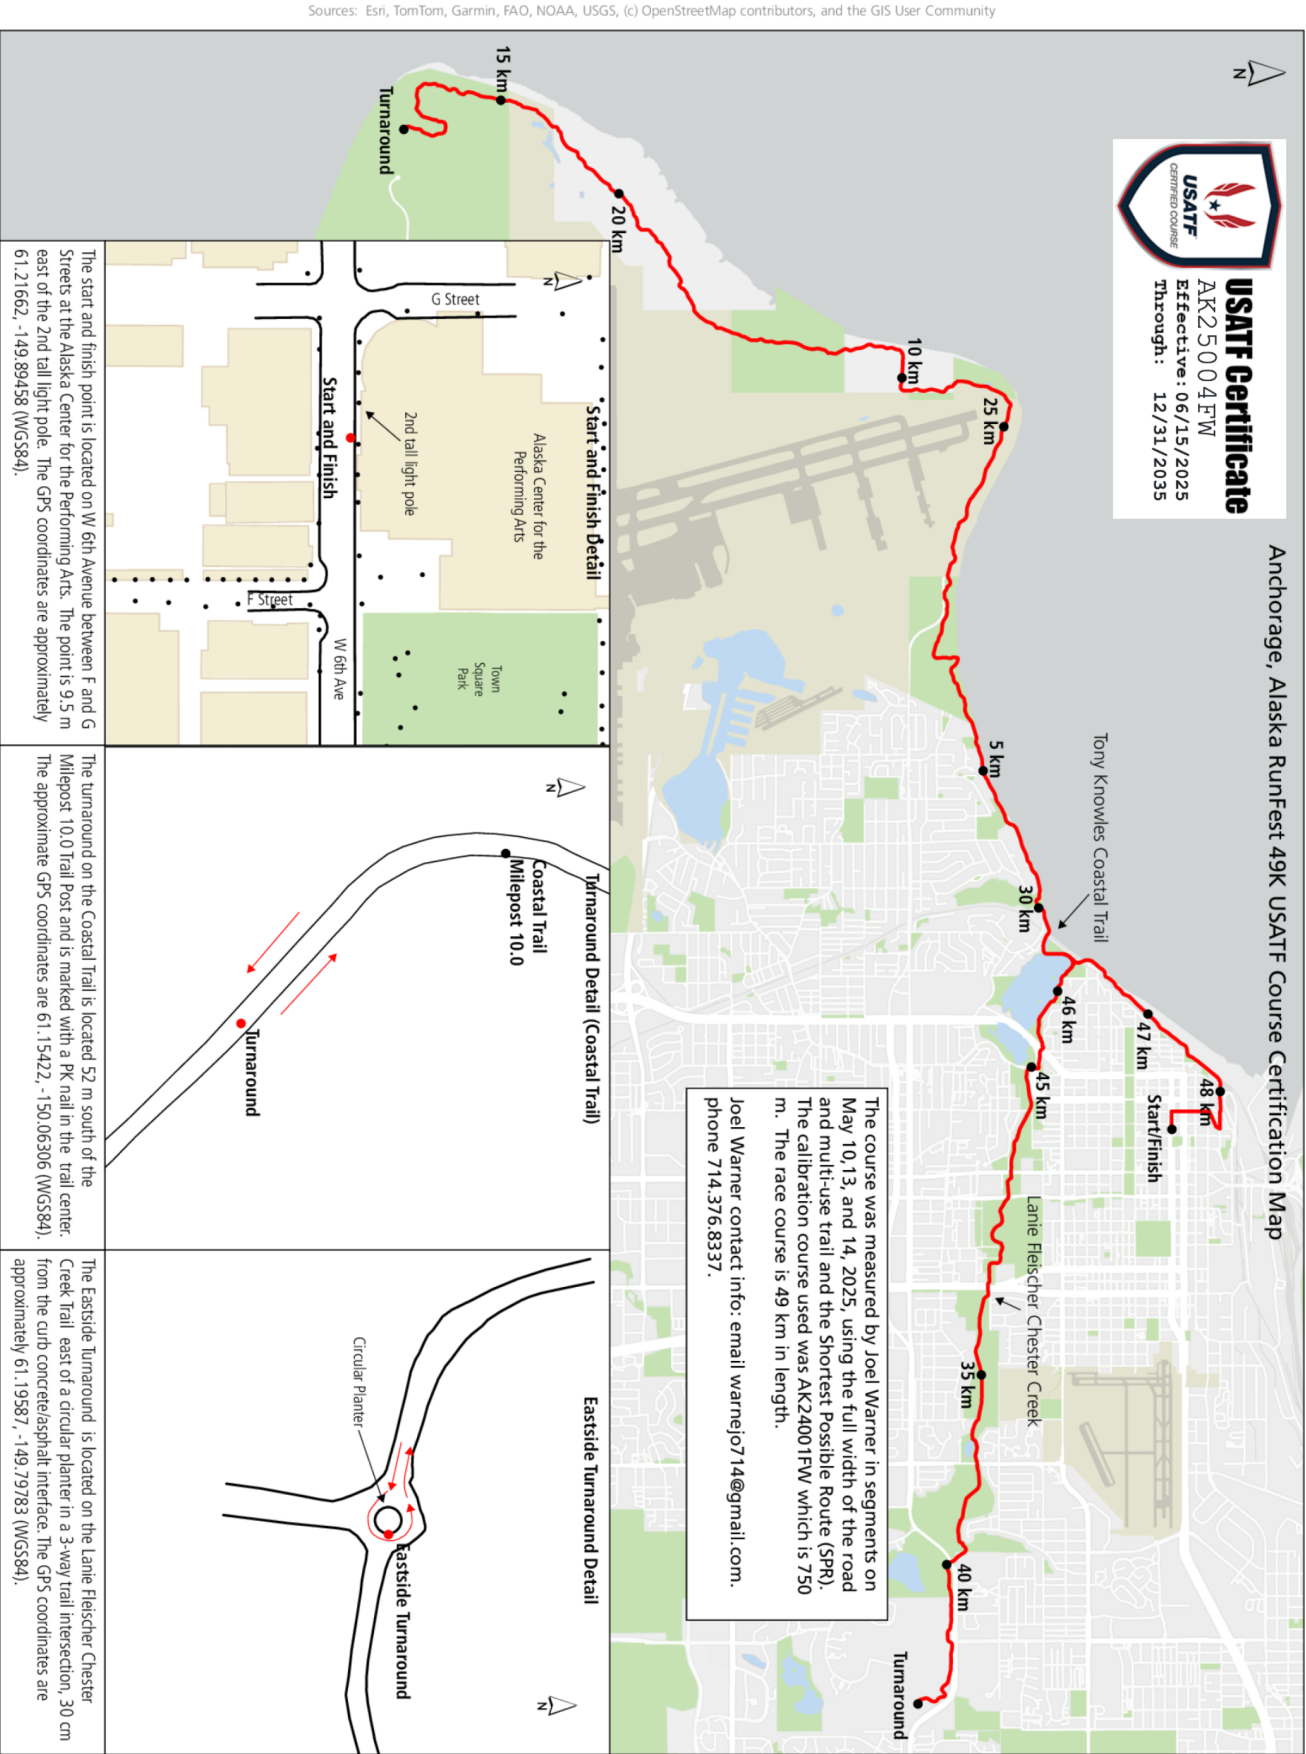 Sources: Esri, TomTom, Garmin, FAO, NOAA, USGS, (c) OpenStreetMap contributors, and the GIS User Community
Anchorage, Alaska RunFest 49K USATF Course Certification Map
N
USATF
CERTIFIED COURSE
USATF Certificate
AK25004FW
Effective: 06/15/2025
Through: 12/31/2035
15 km
Turnaround
20 km
10 km
25 km
5 km
Tony Knowles Coastal Trail
30 km
46 km
47 km
45 km
48 km
Start/Finish
Lanie Fleischer Chester Creek
35 km
40 km
Turnaround
The course was measured by Joel Warner in segments on
May 10,13, and 14, 2025, using the full width of the road
and multi-use trail and the Shortest Possible Route (SPR).
The calibration course used was AK24001FW which is 750
m. The race course is 49 km in length.
Joel Warner contact info: email warnejo714@gmail.com.
phone 714.376.8337.
Start and Finish Detail
N
G Street
Alaska Center for the
Performing Arts
2nd tall light pole
Start and Finish
F Street
W 6th Ave
Town
Square
Park
The start and finish point is located on W 6th Avenue between F and G
Streets at the Alaska Center for the Performing Arts. The point is 9.5 m
east of the 2nd tall light pole. The GPS coordinates are approximately
61.21662, -149.89458 (WGS84).
Turnaround Detail (Coastal Trail)
N
Coastal Trail
Milepost 10.0
Turnaround
The turnaround on the Coastal Trail is located 52 m south of the
Milepost 10.0 Trail Post and is marked with a PK nail in the trail center.
The approximate GPS coordinates are 61.15422, -150.06306 (WGS84).
Eastside Turnaround Detail
Circular Planter
Eastside Turnaround
N
The Eastside Turnaround is located on the Lanie Fleischer Chester
Creek Trail east of a circular planter in a 3-way trail intersection, 30 cm
from the curb concrete/asphalt interface. The GPS coordinates are
approximately 61.19587, -149.79783 (WGS84).